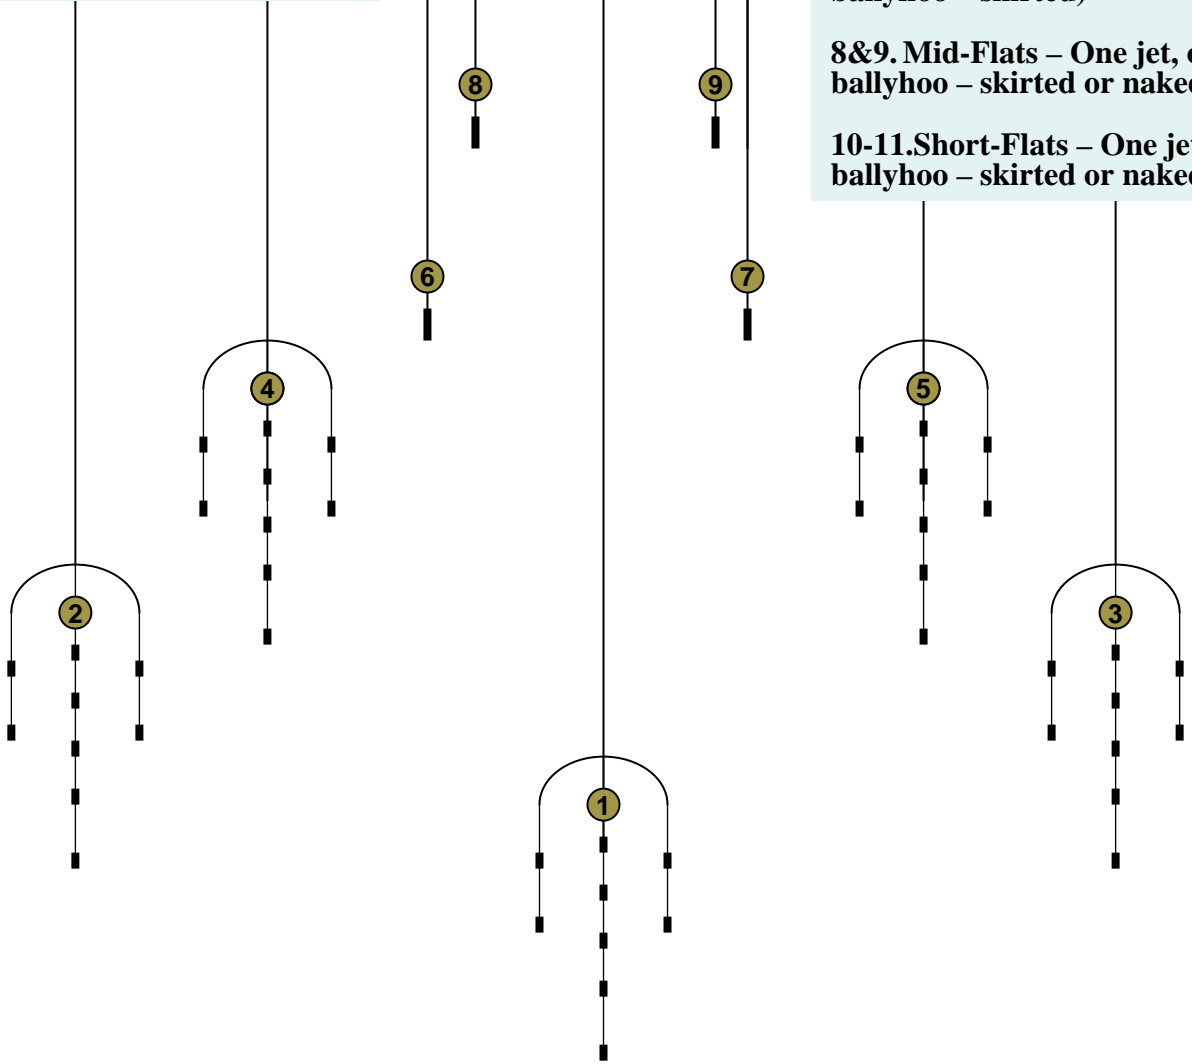 8&9. Mid-Flats – One jet,
ballyhoo – skirted or naked
10-11.Short-Flats – One jet
ballyhoo – skirted or naked
8
9
6
7
4
5
2
3
1